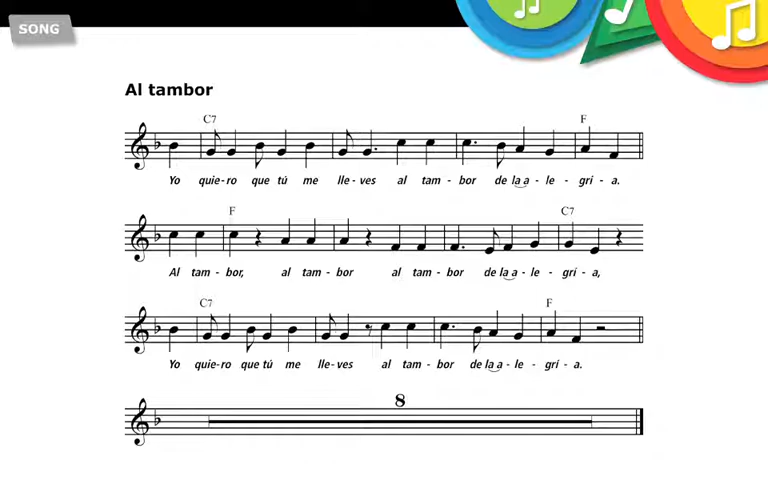 SONG
Al tambor
C7 F
Yo quie-ro que tú me lle-ves al tam-bor de la a-le-grí-a.
F C7
Al tam-bor, al tam-bor al tam-bor de la a-le-grí-a,
C7 F
Yo quie-ro que tú me lle-ves al tam-bor de la a-le-grí-a.
8